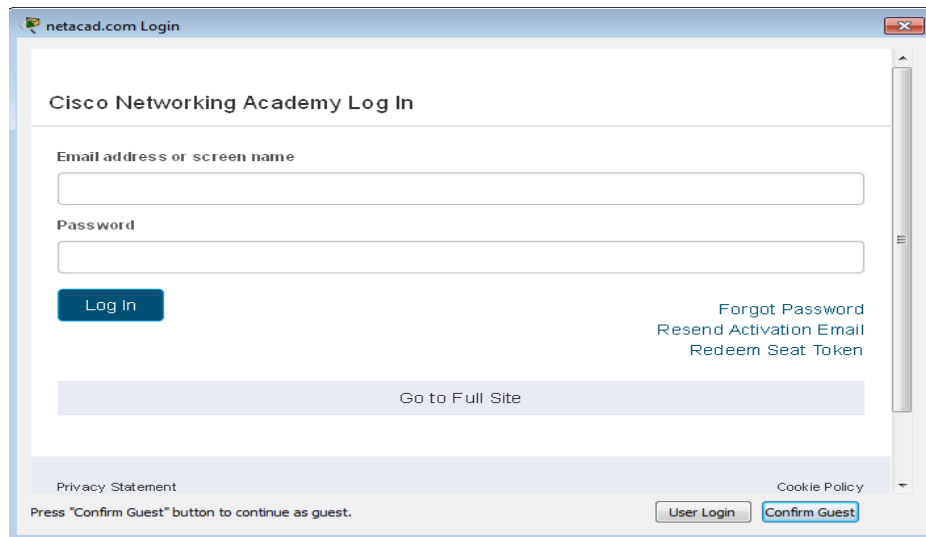 netacad.com Login
Cisco Networking Academy Log In
Email address or screen name
Password
Log In
Forgot Password
Resend Activation Email
Redeem Seat Token
Go to Full Site
Privacy Statement
Cookie Policy
Press "Confirm Guest" button to continue as guest.
User Login
Confirm Guest